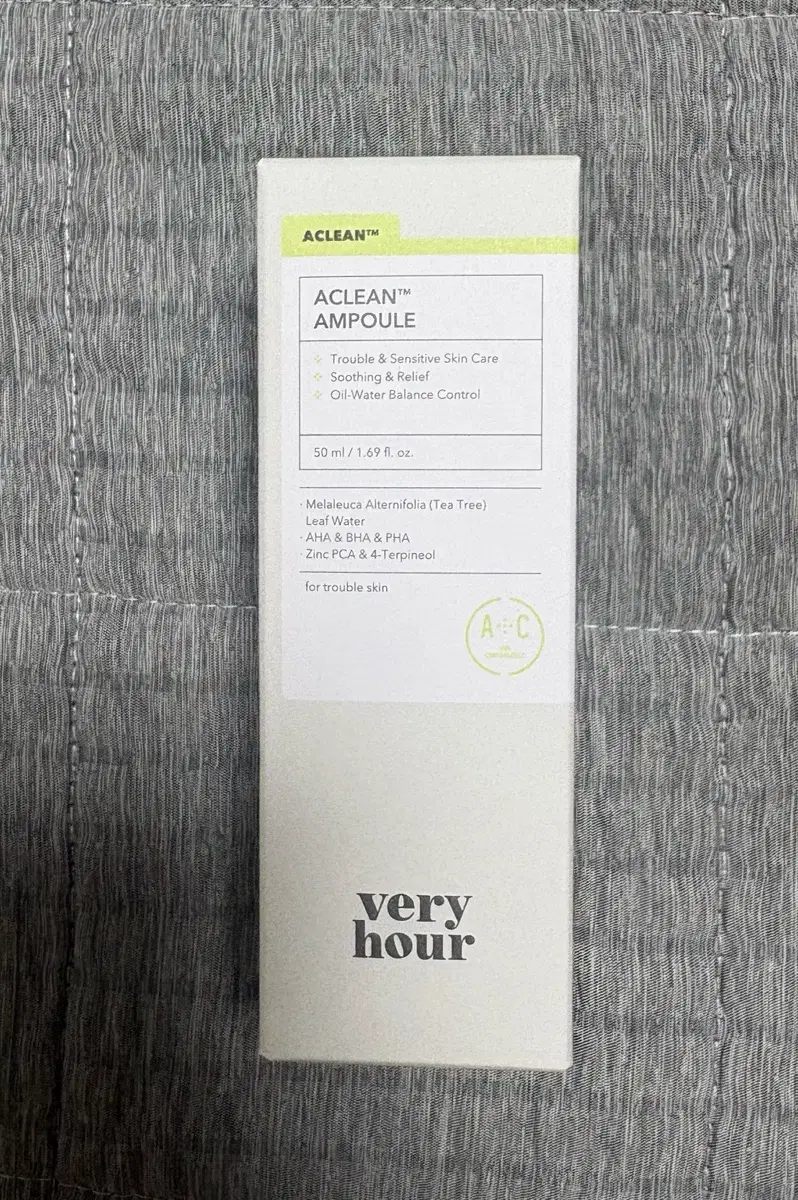 ACLEAN™
ACLEAN™
AMPOULE
Trouble & Sensitive Skin Care
Soothing & Relief
Oil-Water Balance Control
50 ml / 1.69 fl. oz.
· Melaleuca Alternifolia (Tea Tree)
Leaf Water
· AHA & BHA & PHA
· Zinc PCA & 4-Terpineol
for trouble skin
A C
very
hour